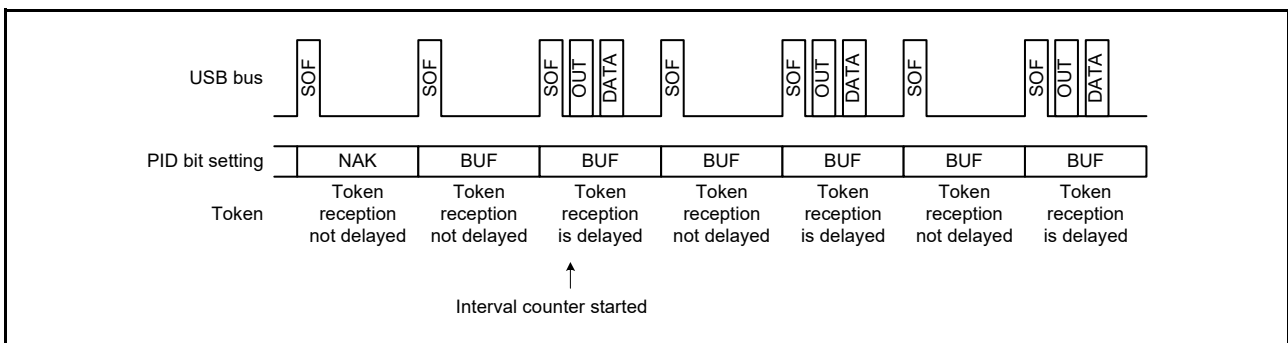 USB bus
SOF
SOF
SOF
OUT
DATA
SOF
SOF
OUT
DATA
SOF
SOF
OUT
DATA
PID bit setting
NAK
BUF
BUF
BUF
BUF
BUF
BUF
Token
Token
reception
not delayed
Token
reception
not delayed
Token
reception
is delayed
Token
reception
not delayed
Token
reception
is delayed
Token
reception
not delayed
Token
reception
is delayed
Interval counter started